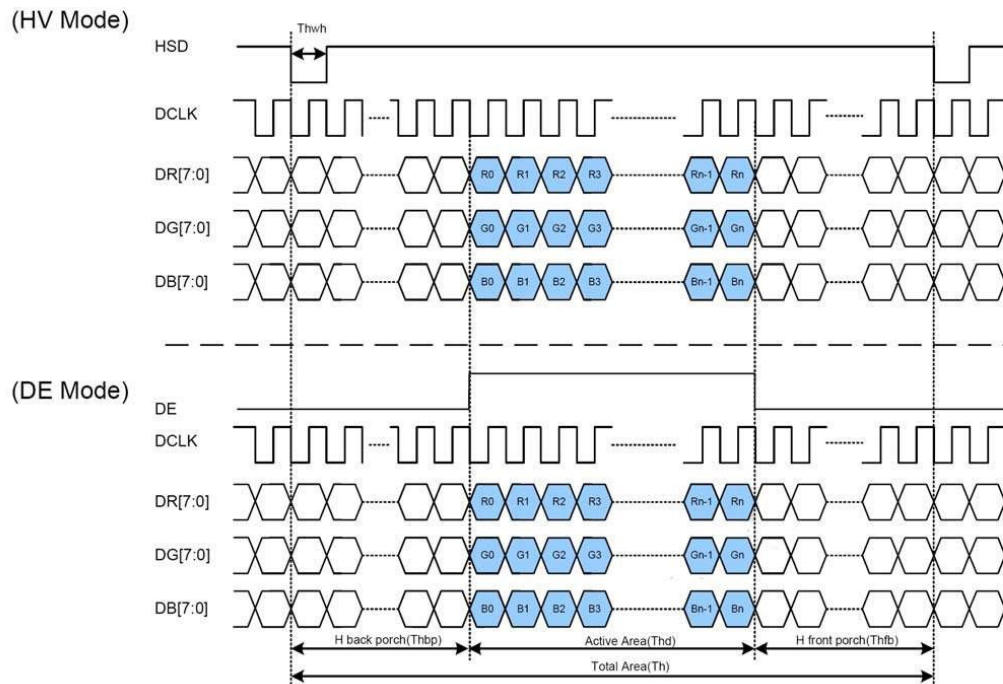 (HV Mode)
Thwh
HSD
DCLK
DR[7:0] R0 R1 R2 R3 Rn-1 Rn
DG[7:0] G0 G1 G2 G3 Gn-1 Gn
DB[7:0] B0 B1 B2 B3 Bn-1 Bn
(DE Mode)
DE
DCLK
DR[7:0] R0 R1 R2 R3 Rn-1 Rn
DG[7:0] G0 G1 G2 G3 Gn-1 Gn
DB[7:0] B0 B1 B2 B3 Bn-1 Bn
H back porch(Thbp) Active Area(Thd) H front porch(Thfb)
Total Area(Th)